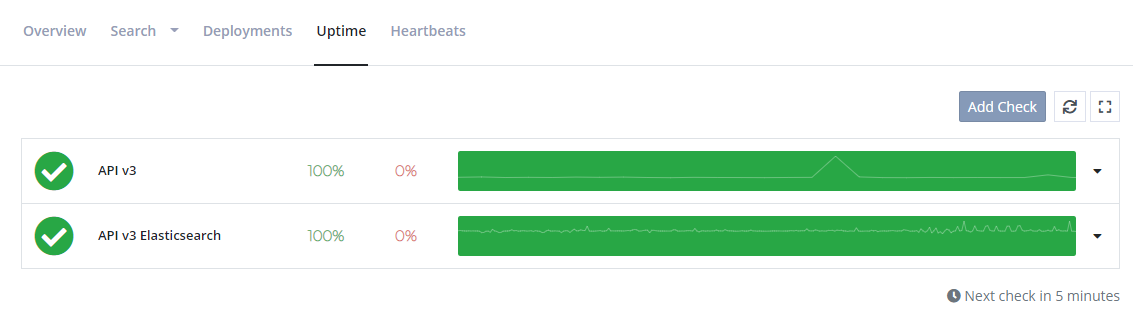 Overview Search Deployments Uptime Heartbeats
Add Check
API v3 100% 0%
API v3 Elasticsearch 100% 0%
Next check in 5 minutes